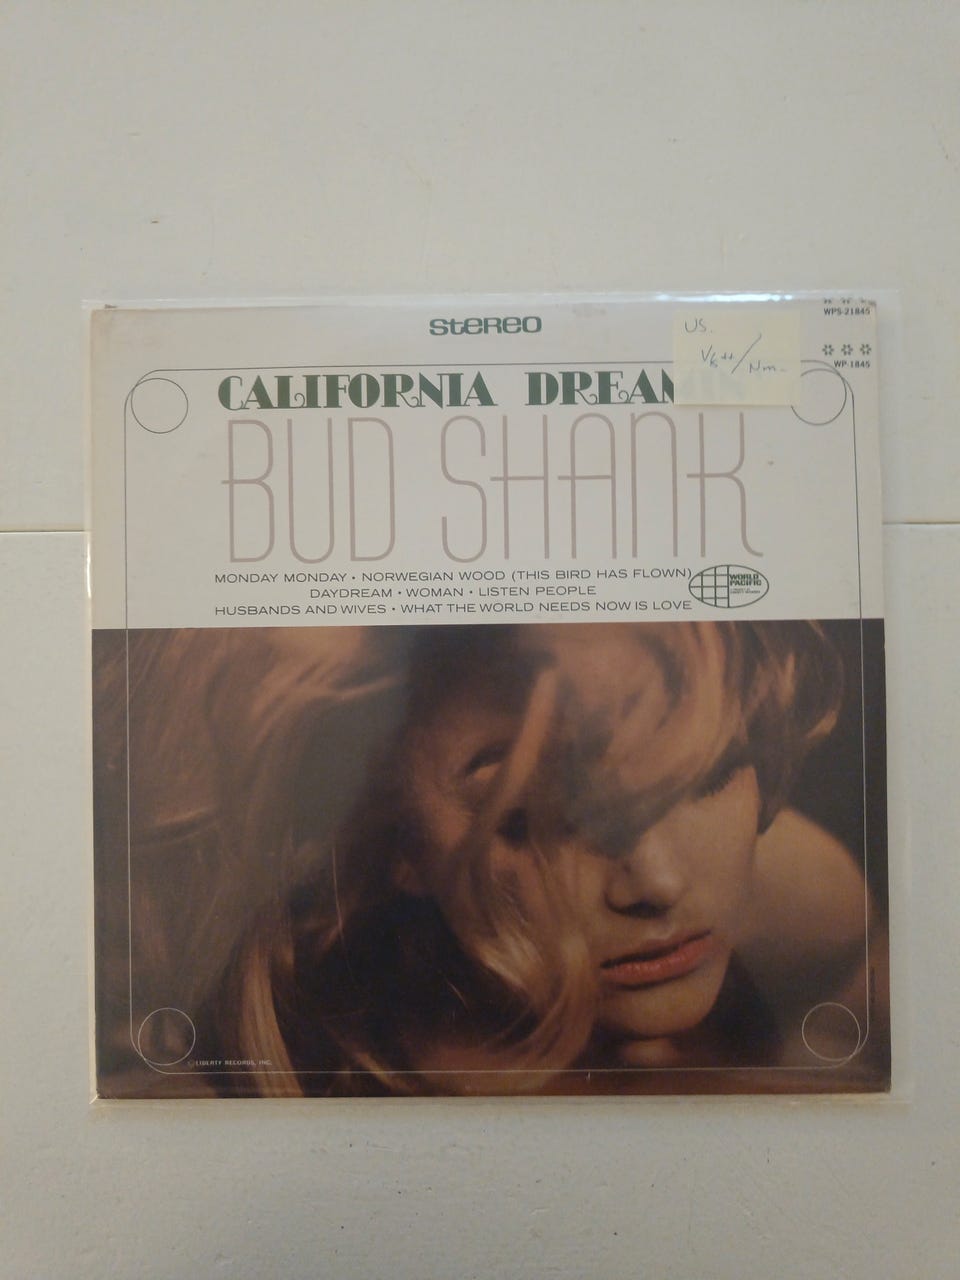 STEREO
WPS-21845
WP-1845
US.
VG++/Nm-
CALIFORNIA DREAM
BUD SHANK
MONDAY MONDAY • NORWEGIAN WOOD (THIS BIRD HAS FLOWN)
DAYDREAM • WOMAN • LISTEN PEOPLE
HUSBANDS AND WIVES • WHAT THE WORLD NEEDS NOW IS LOVE
WORLD
PACIFIC
© LIBERTY RECORDS, INC.